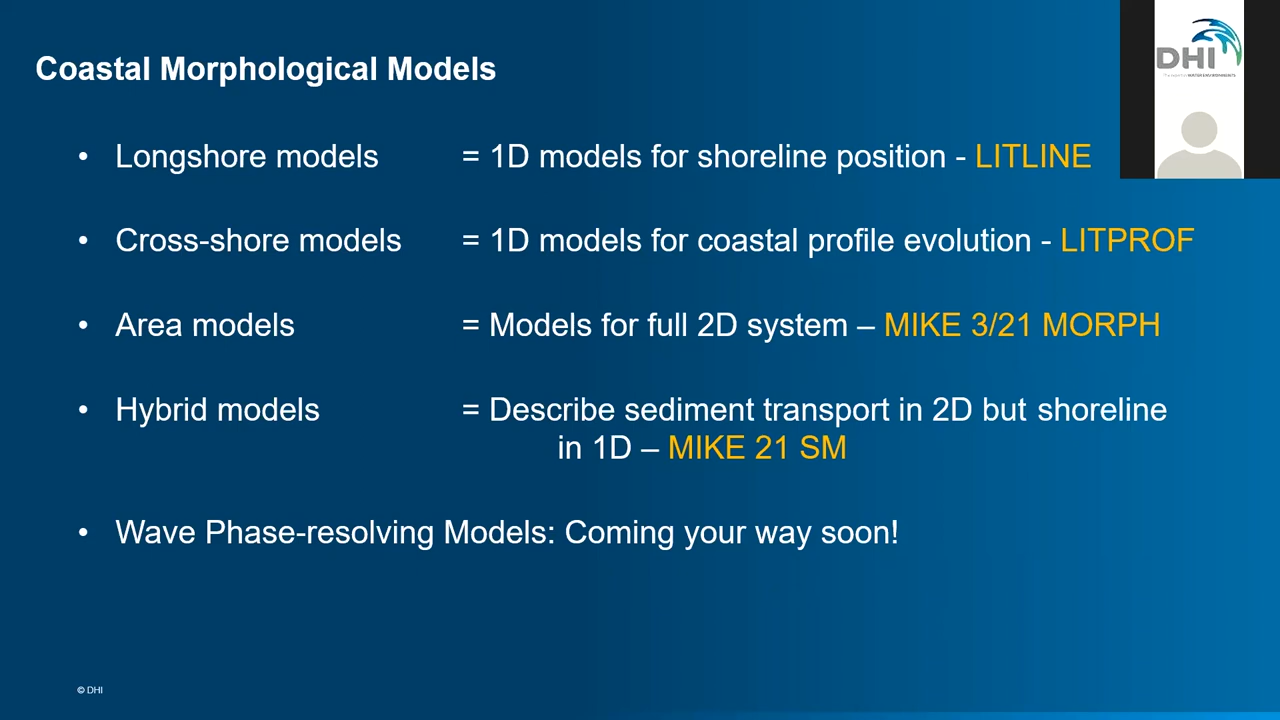 Coastal Morphological Models
DHI
• Longshore models = 1D models for shoreline position - LITLINE
• Cross-shore models = 1D models for coastal profile evolution - LITPROF
• Area models = Models for full 2D system – MIKE 3/21 MORPH
• Hybrid models = Describe sediment transport in 2D but shoreline
in 1D – MIKE 21 SM
• Wave Phase-resolving Models: Coming your way soon!
© DHI